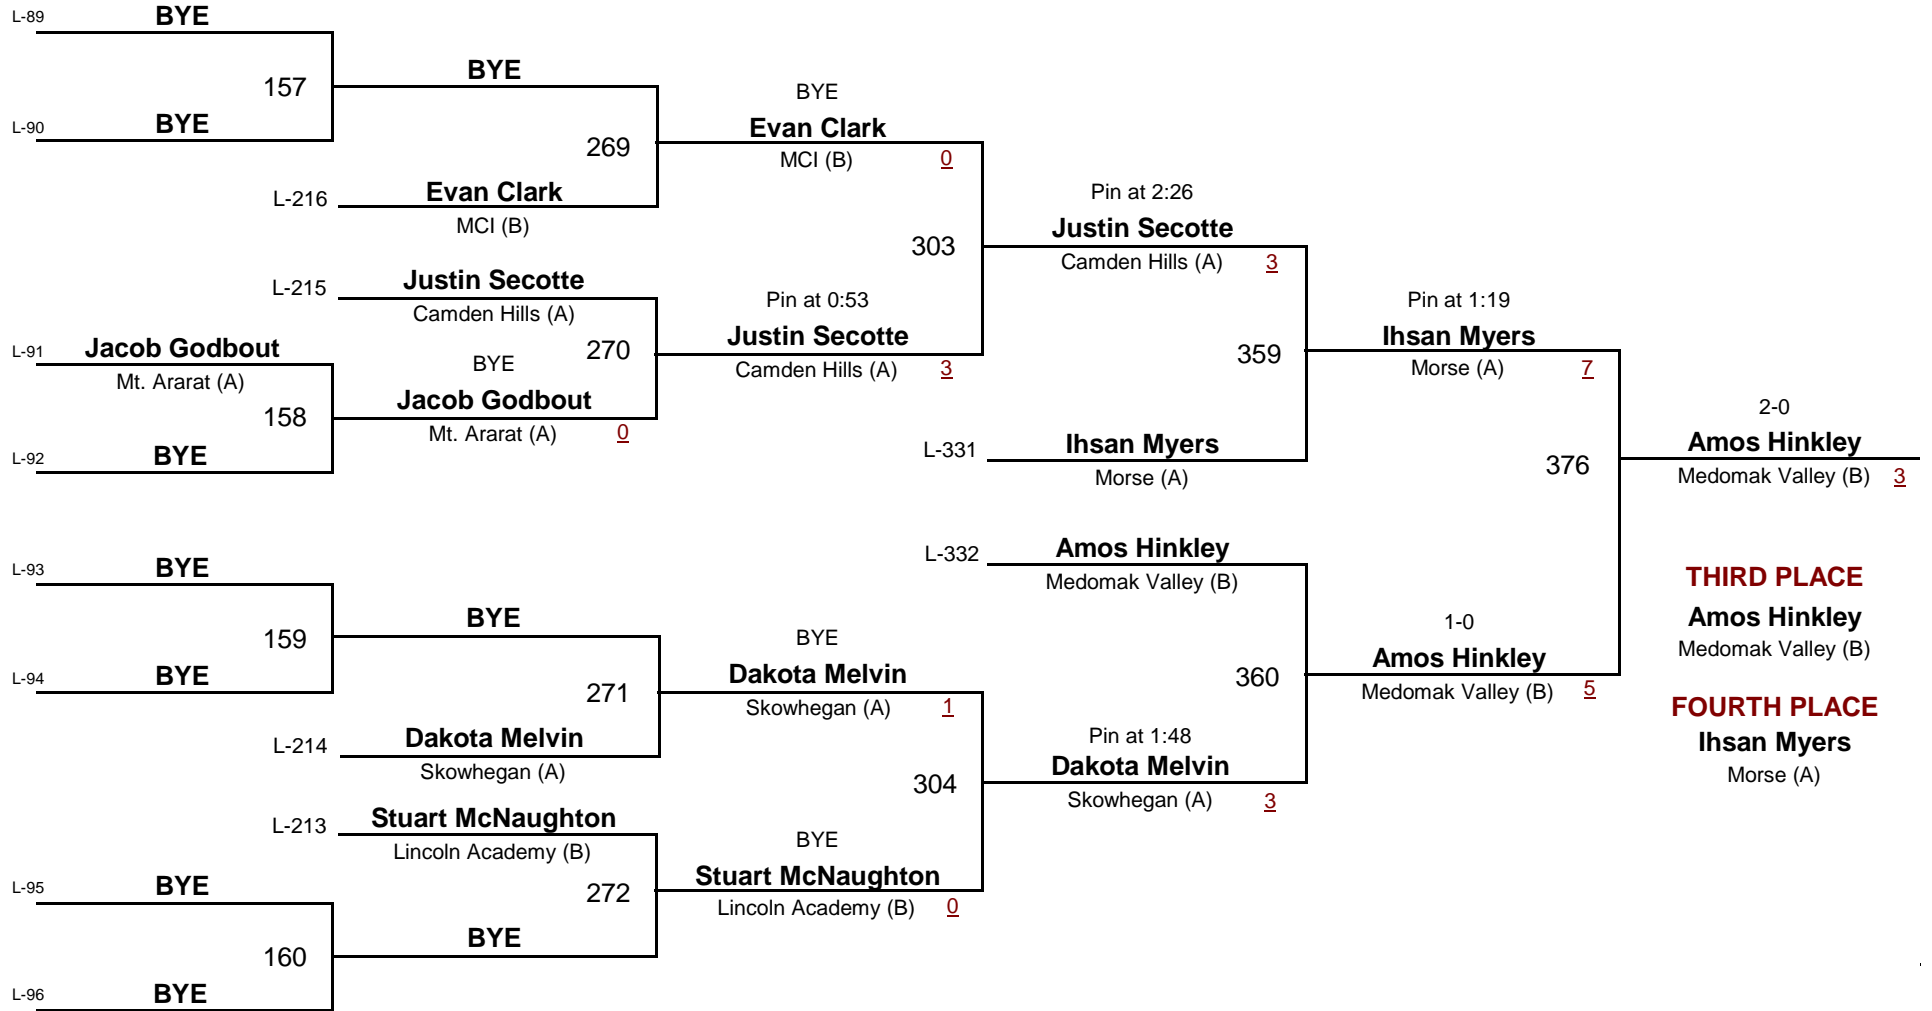 L-89 BYE
157
L-90 BYE
BYE
269
L-216 Evan Clark
MCI (B)
BYE
Evan Clark
MCI (B) 0
303
L-215 Justin Secotte
Camden Hills (A)
270
L-91 Jacob Godbout
Mt. Ararat (A)
158
L-92 BYE
BYE
Jacob Godbout
Mt. Ararat (A) 0
Pin at 0:53
Justin Secotte
Camden Hills (A) 3
Pin at 2:26
Justin Secotte
Camden Hills (A) 3
359
L-331 Ihsan Myers
Morse (A)
Pin at 1:19
Ihsan Myers
Morse (A) 7
376
2-0
Amos Hinkley
Medomak Valley (B) 3
L-93 BYE
159
L-94 BYE
BYE
271
L-214 Dakota Melvin
Skowhegan (A)
BYE
Dakota Melvin
Skowhegan (A) 1
304
L-213 Stuart McNaughton
Lincoln Academy (B)
272
L-95 BYE
160
L-96 BYE
BYE
BYE
Stuart McNaughton
Lincoln Academy (B) 0
L-332 Amos Hinkley
Medomak Valley (B)
360
Pin at 1:48
Dakota Melvin
Skowhegan (A) 3
1-0
Amos Hinkley
Medomak Valley (B) 5
THIRD PLACE
Amos Hinkley
Medomak Valley (B)
FOURTH PLACE
Ihsan Myers
Morse (A)